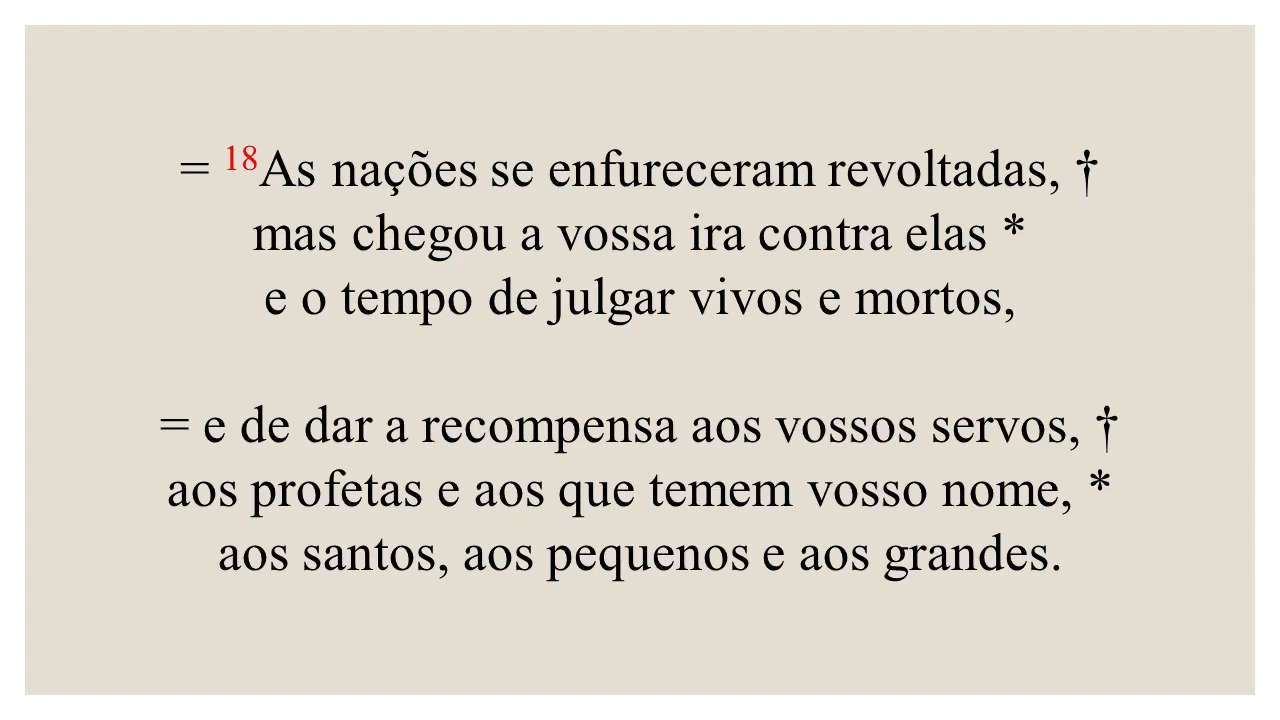 = 18As nações se enfureceram revoltadas, †
mas chegou a vossa ira contra elas *
e o tempo de julgar vivos e mortos,
= e de dar a recompensa aos vossos servos, †
aos profetas e aos que temem vosso nome, *
aos santos, aos pequenos e aos grandes.